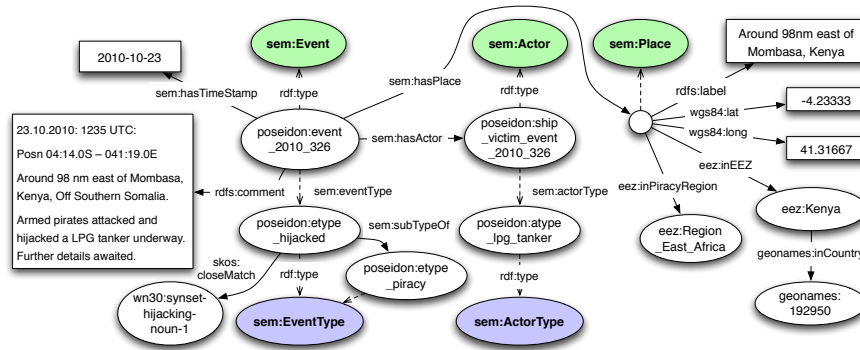 2010-10-23
sem:Event
sem:Actor
sem:Place
Around 98nm east of
Mombasa, Kenya
sem:hasTimeStamp
rdf:type
sem:hasPlace
rdf:type
rdfs:label
wgs84:lat
-4.23333
wgs84:long
41.31667
23.10.2010: 1235 UTC:
Posn 04:14.0S – 041:19.0E
Around 98 nm east of Mombasa,
Kenya, Off Southern Somalia.
Armed pirates attacked and
hijacked a LPG tanker underway.
Further details awaited.
poseidon:event
_2010_326
sem:hasActor
poseidon:ship
_victim_event
_2010_326
eez:inEEZ
eez:inPiracyRegion
rdfs:comment
sem:eventType
sem:actorType
eez:Kenya
poseidon:etype
_hijacked
sem:subTypeOf
poseidon:atype
_lpg_tanker
eez:Region
_East_Africa
geonames:inCountry
skos:
closeMatch
rdf:type
poseidon:etype
_piracy
rdf:type
wn30:synset-
hijacking-
noun-1
sem:EventType
sem:ActorType
geonames:
192950